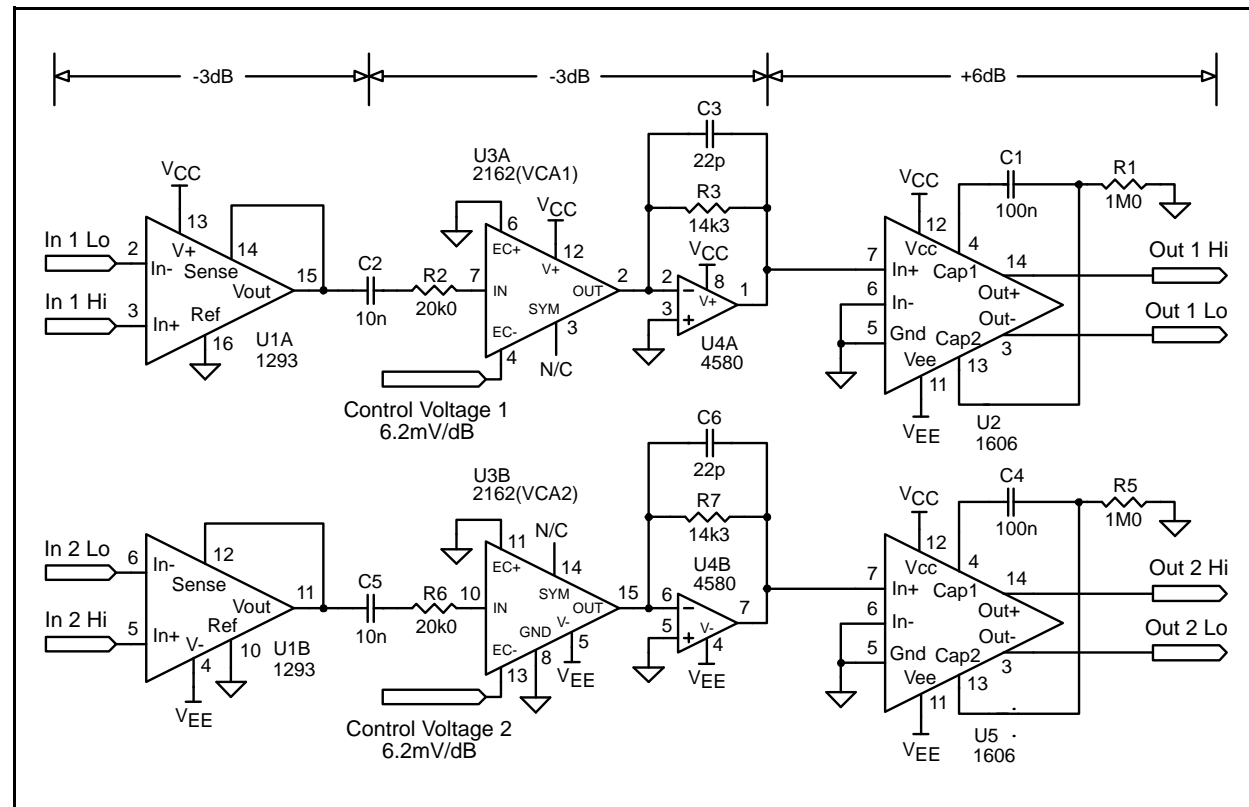 -3dB
-3dB
+6dB
C3
22p
R3
14k3
U3A
2162(VCA1)
VCC
13
V+
14
Sense
In 1 Lo
2
In-
Vout
15
In 1 Hi
3
In+
Ref
16
U1A
1293
C2
10n
R2
20k0
7
IN
6
EC+
VCC
12
V+
OUT
2
SYM
3
N/C
EC-
4
Control Voltage 1
6.2mV/dB
VCC
8
V+
2
3
1
U4A
4580
VCC
12
Vcc
C1
100n
R1
1M0
4
Cap1
7
In+
6
In-
5
Gnd
14
Out+
Out-
Cap2
3
13
Vee
11
VEE
U2
1606
Out 1 Hi
Out 1 Lo
C6
22p
R7
14k3
U3B
2162(VCA2)
12
Sense
In 2 Lo
6
In-
Vout
11
In 2 Hi
5
In+
Ref
V-
4
10
VEE
U1B
1293
C5
10n
R6
20k0
10
IN
11
EC+
N/C
14
SYM
OUT
15
V-
GND
5
VEE
8
EC-
13
Control Voltage 2
6.2mV/dB
U4B
4580
6
5
7
V-
4
VEE
VCC
12
Vcc
C4
100n
R5
1M0
4
Cap1
7
In+
6
In-
5
Gnd
14
Out+
Out-
Cap2
3
13
Vee
11
VEE
U5
1606
Out 2 Hi
Out 2 Lo